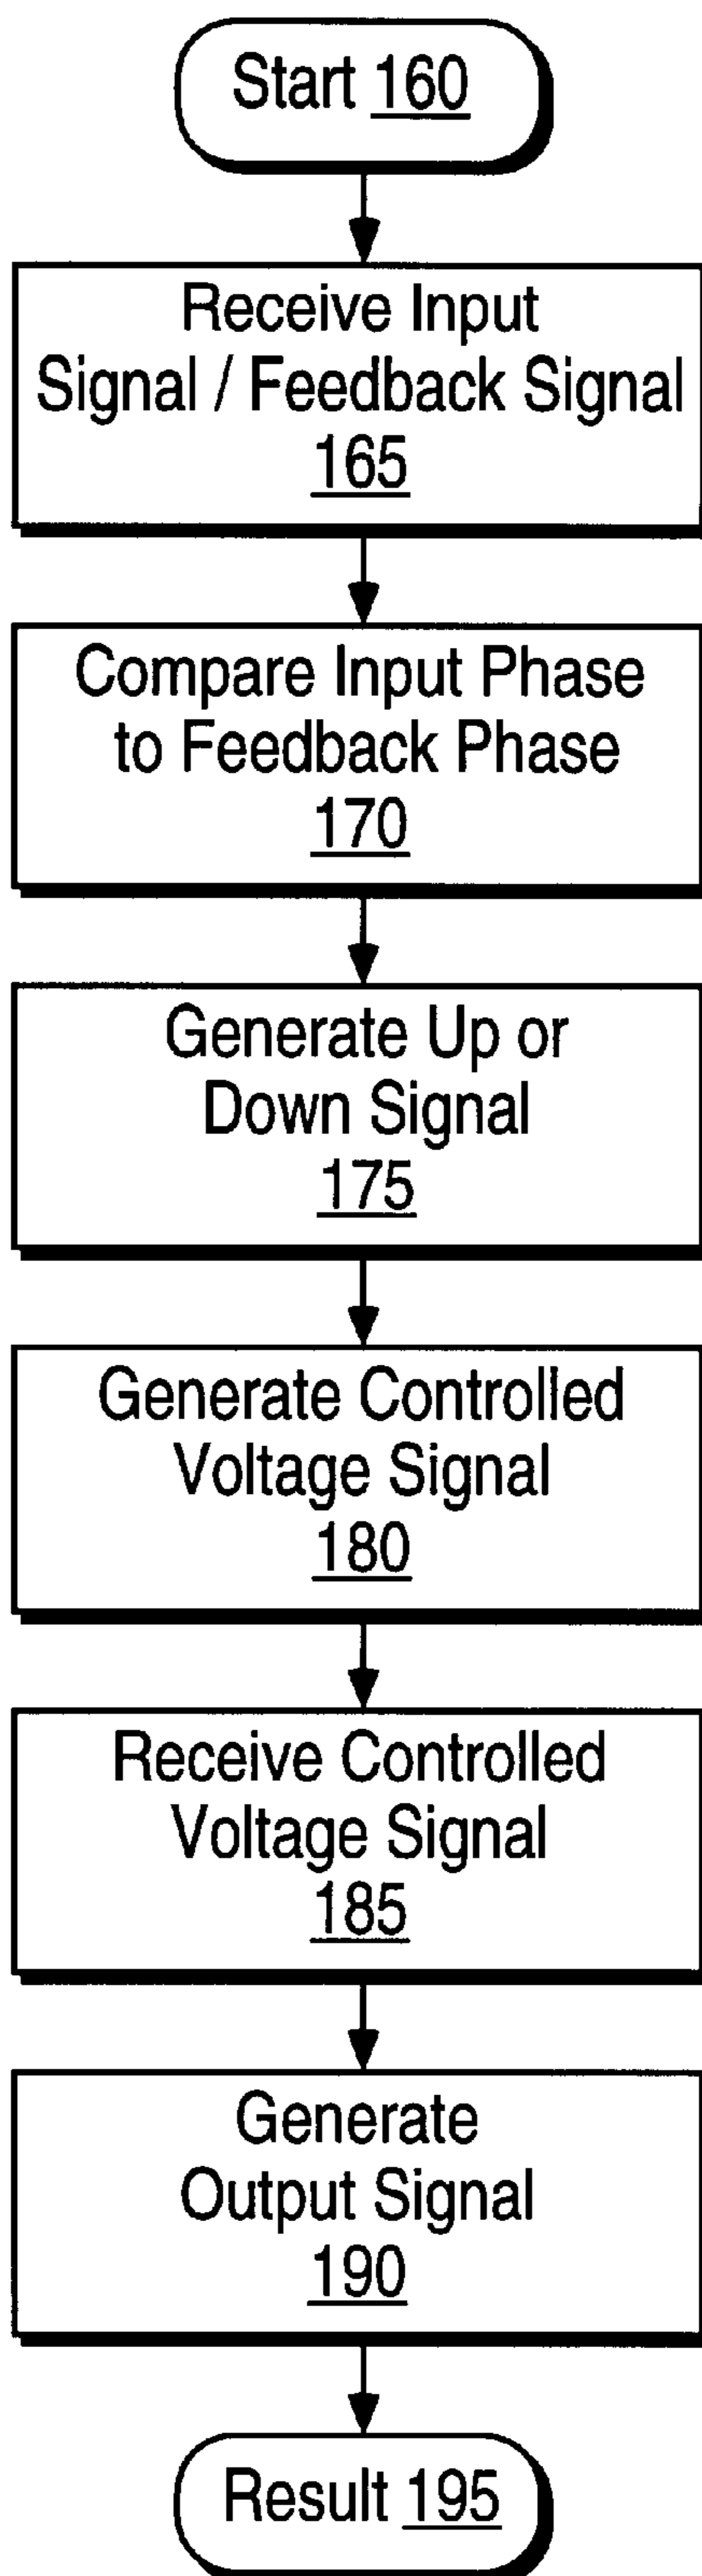 Start 160
Receive Input
Signal / Feedback Signal
165
Compare Input Phase
to Feedback Phase
170
Generate Up or
Down Signal
175
Generate Controlled
Voltage Signal
180
Receive Controlled
Voltage Signal
185
Generate
Output Signal
190
Result 195